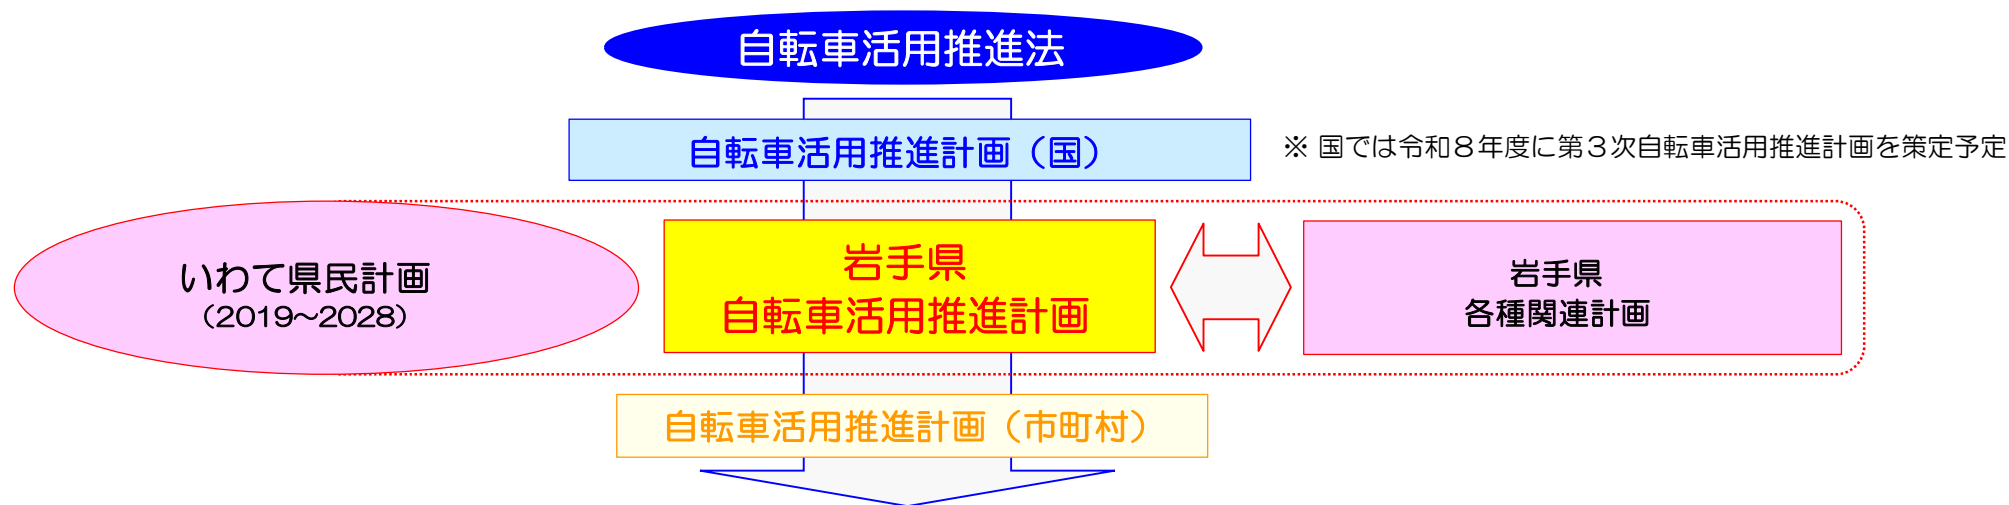 自転車活用推進法
自転車活用推進計画（国）
※ 国では令和８年度に第３次自転車活用推進計画を策定予定
いわて県民計画
（2019～2028）
岩手県
自転車活用推進計画
岩手県
各種関連計画
自転車活用推進計画（市町村）